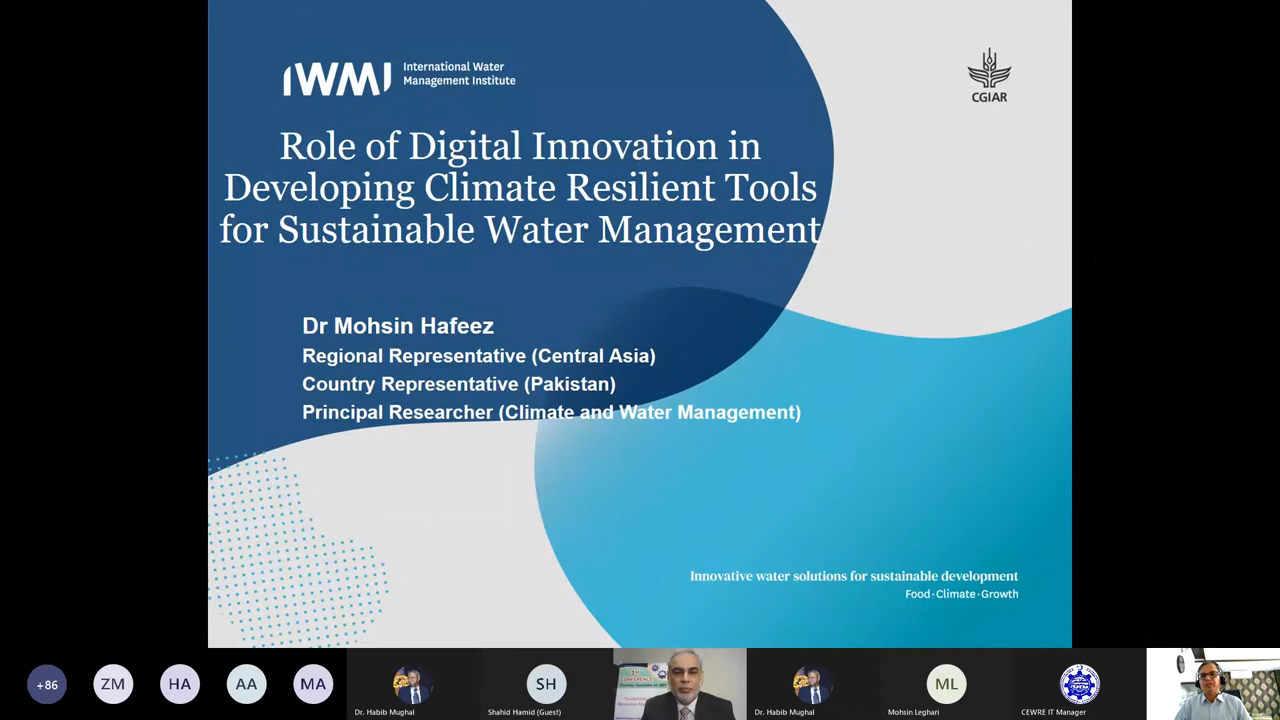 IWMI
International Water
Management Institute
CGIAR
Role of Digital Innovation in
Developing Climate Resilient Tools
for Sustainable Water Management
Dr Mohsin Hafeez
Regional Representative (Central Asia)
Country Representative (Pakistan)
Principal Researcher (Climate and Water Management)
Innovative water solutions for sustainable development
Food·Climate·Growth
+86
ZM
HA
AA
MA
Dr. Habib Mughal
SH
Shahid Hamid (Guest)
CONFERENCE
Dr. Habib Mughal
ML
Mohsin Leghari
CEWRE IT Manager